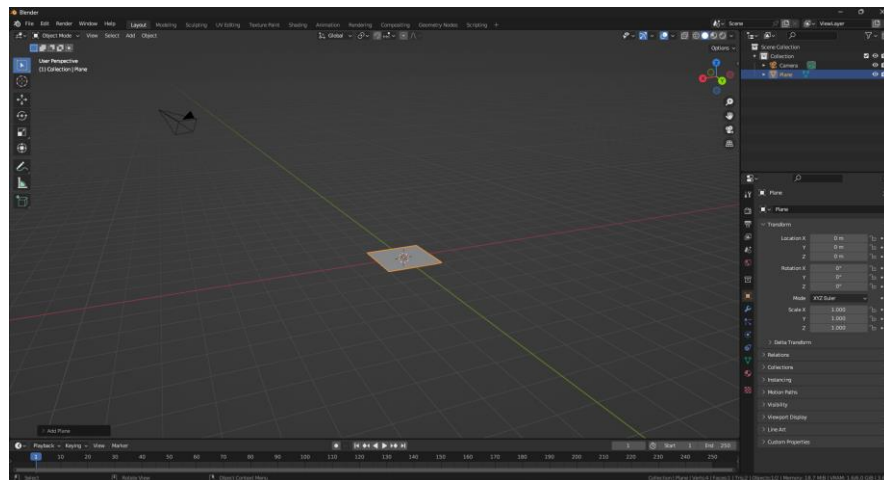 Blender
File Edit Render Window Help Layout Modeling Sculpting UV Editing Texture Paint Shading Animation Rendering Compositing Geometry Nodes Scripting + Scene ViewLayer
Object Mode View Select Add Object Global
Options
User Perspective
(1) Collection | Plane
Scene Collection
Collection
Camera
Plane
Plane
Plane
Transform
Location X 0 m
Y 0 m
Z 0 m
Rotation X 0°
Y 0°
Z 0°
Mode XYZ Euler
Scale X 1.000
Y 1.000
Z 1.000
Delta Transform
Relations
Collections
Instancing
Motion Paths
Visibility
Viewport Display
Line Art
Custom Properties
Add Plane
Playback Keying View Marker 1 Start 1 End 250
1 10 20 30 40 50 60 70 80 90 100 110 120 130 140 150 160 170 180 190 200 210 220 230 240 250
Select Rotate View Object Context Menu